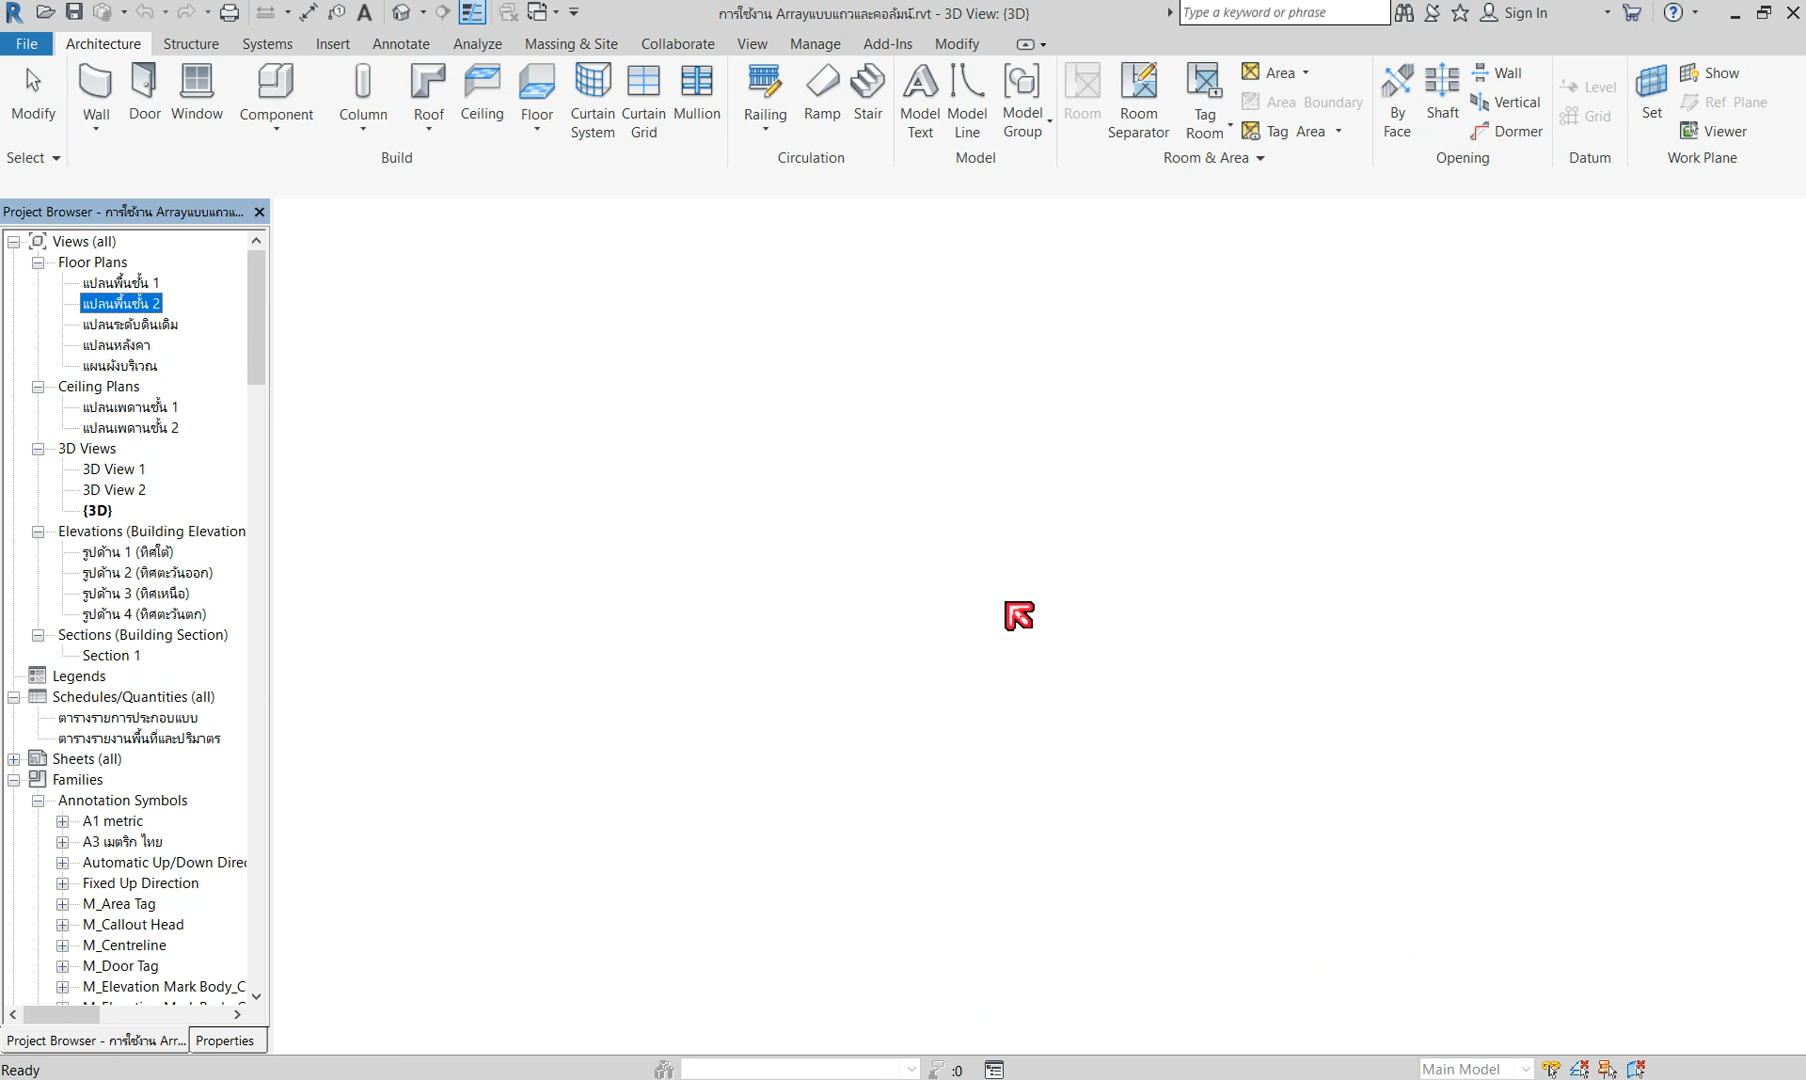 การใช้งาน Arrayแบบแถวและคอลัมน์.rvt - 3D View: {3D}
Type a keyword or phrase
Sign In
File Architecture Structure Systems Insert Annotate Analyze Massing & Site Collaborate View Manage Add-Ins Modify
Modify
Wall
Door
Window
Component
Column
Roof
Ceiling
Floor
Curtain System
Curtain Grid
Mullion
Railing
Ramp
Stair
Model Text
Model Line
Model Group
Room
Room Separator
Tag Room
Area
Area Boundary
Tag Area
By Face
Shaft
Wall
Vertical
Dormer
Level
Grid
Set
Show
Ref Plane
Viewer
Select
Build
Circulation
Model
Room & Area
Opening
Datum
Work Plane
Project Browser - การใช้งาน Arrayแบบแถวแ...
Views (all)
Floor Plans
แปลนพื้นชั้น 1
แปลนพื้นชั้น 2
แปลนระดับดินเดิม
แปลนหลังคา
แผนผังบริเวณ
Ceiling Plans
แปลนเพดานชั้น 1
แปลนเพดานชั้น 2
3D Views
3D View 1
3D View 2
{3D}
Elevations (Building Elevation
รูปด้าน 1 (ทิศใต้)
รูปด้าน 2 (ทิศตะวันออก)
รูปด้าน 3 (ทิศเหนือ)
รูปด้าน 4 (ทิศตะวันตก)
Sections (Building Section)
Section 1
Legends
Schedules/Quantities (all)
ตารางรายการประกอบแบบ
ตารางรายงานพื้นที่และปริมาตร
Sheets (all)
Families
Annotation Symbols
A1 metric
A3 เมตริก ไทย
Automatic Up/Down Direc
Fixed Up Direction
M_Area Tag
M_Callout Head
M_Centreline
M_Door Tag
M_Elevation Mark Body_C
Project Browser - การใช้งาน Arr...
Properties
Ready
:0
Main Model